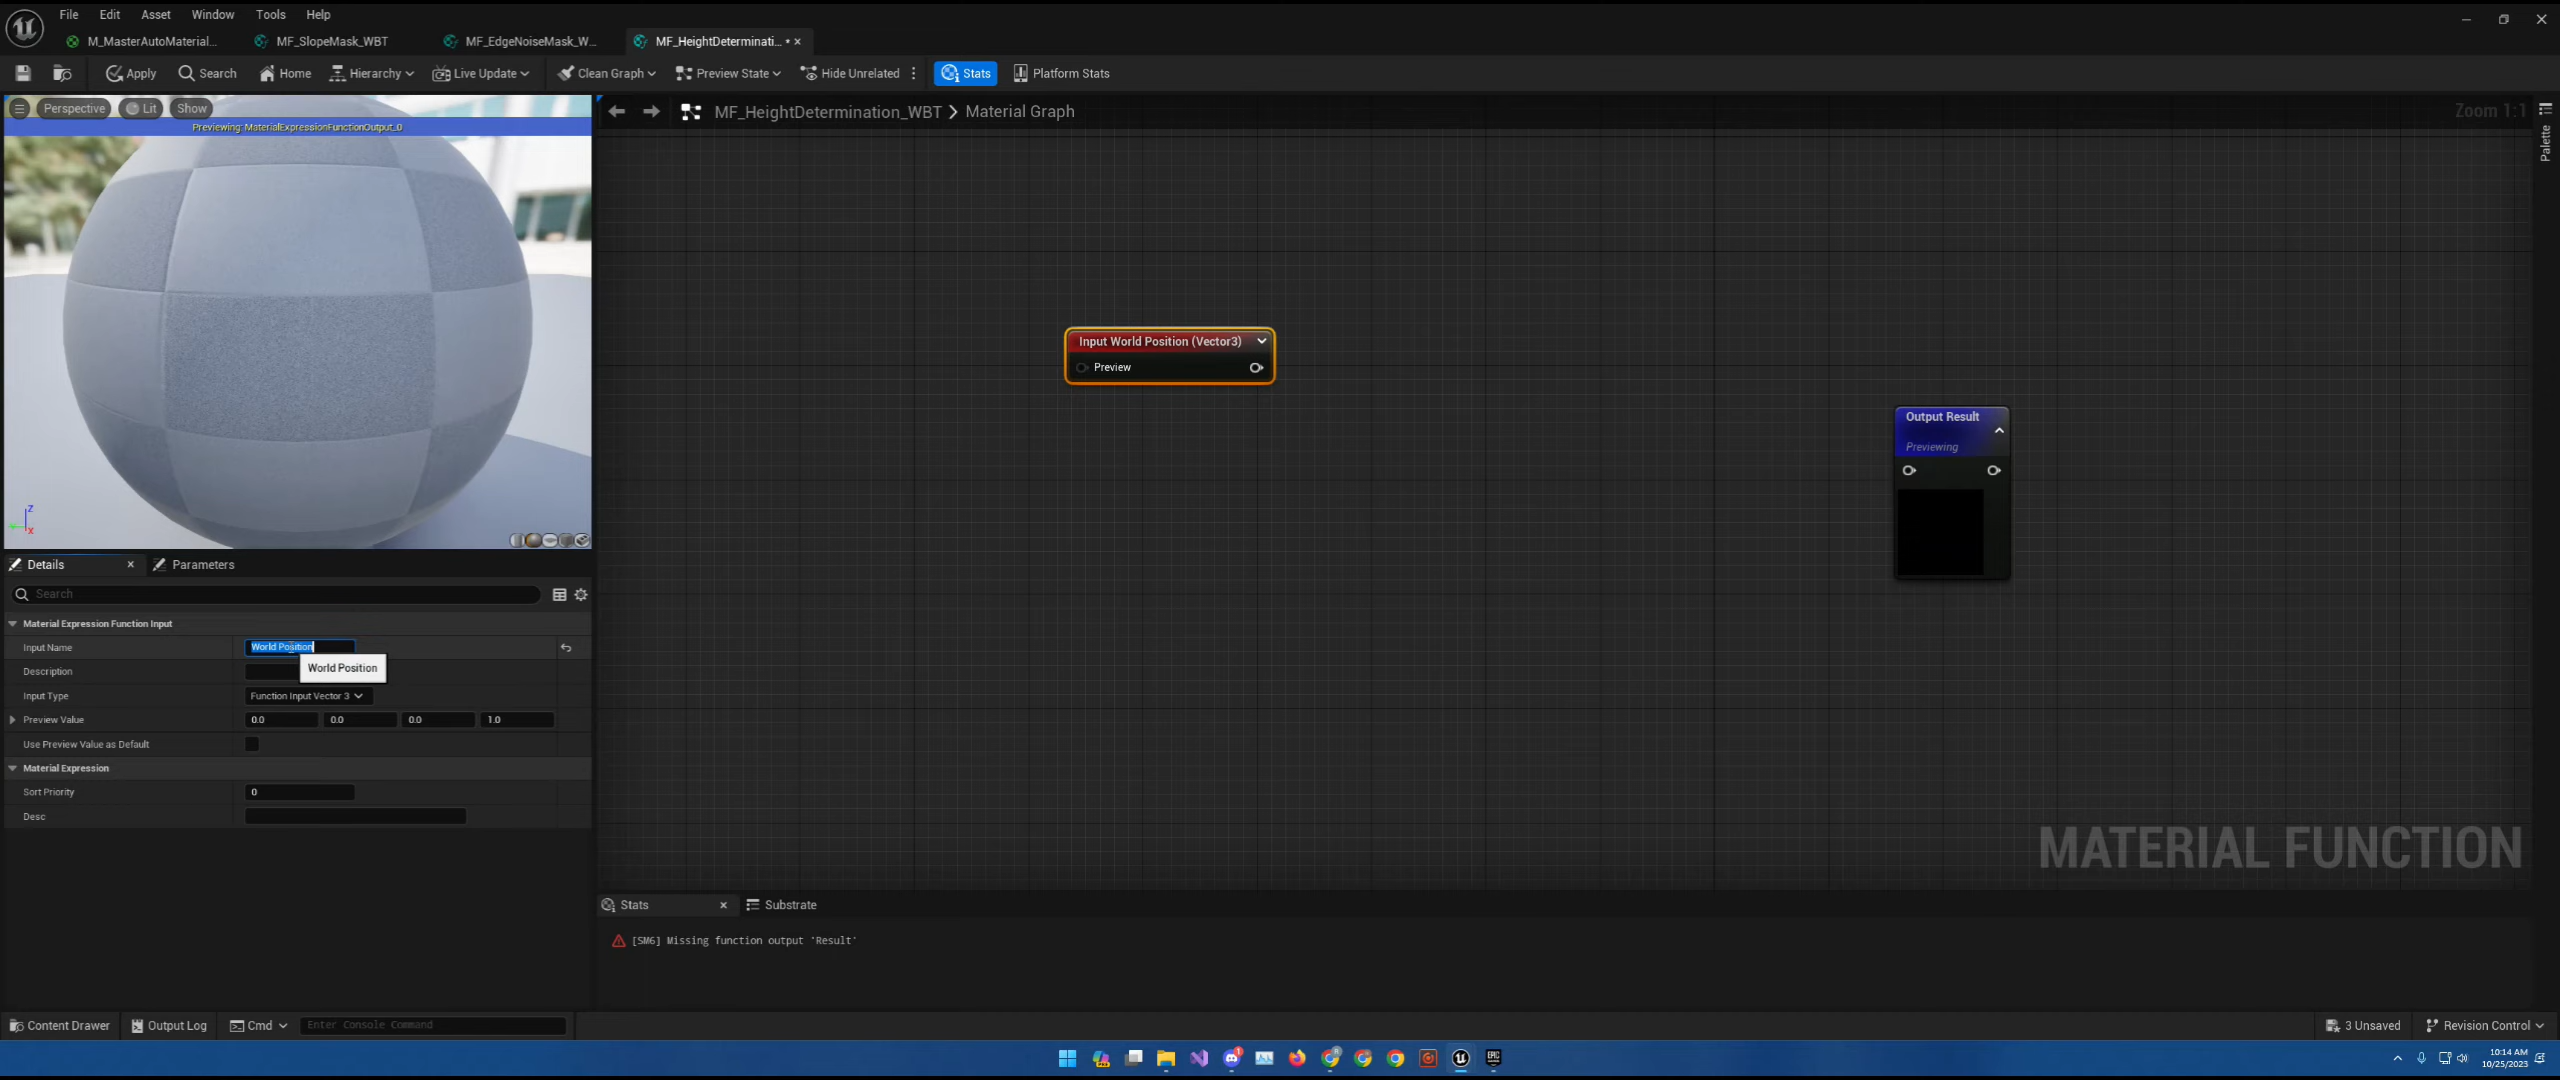 File Edit Asset Window Tools Help
M_MasterAutoMaterial... MF_SlopeMask_WBT MF_EdgeNoiseMask_W... MF_HeightDeterminati... • ×
Apply Search Home Hierarchy Live Update Clean Graph Preview State Hide Unrelated Stats Platform Stats
Perspective Lit Show
MF_HeightDetermination_WBT > Material Graph
Zoom 1:1
Palette
Previewing: MaterialExpressionFunctionOutput_0
Input World Position (Vector3)
Preview
Output Result
Previewing
Z
X
Details × Parameters
Search
Material Expression Function Input
Input Name World Position
World Position
Description
Input Type Function Input Vector 3
Preview Value 0.0 0.0 0.0 1.0
Use Preview Value as Default
Material Expression
Sort Priority 0
Desc
MATERIAL FUNCTION
Stats × Substrate
[SM6] Missing function output 'Result'
Content Drawer Output Log Cmd Enter Console Command 3 Unsaved Revision Control
EPIC
10:14 AM
10/25/2023